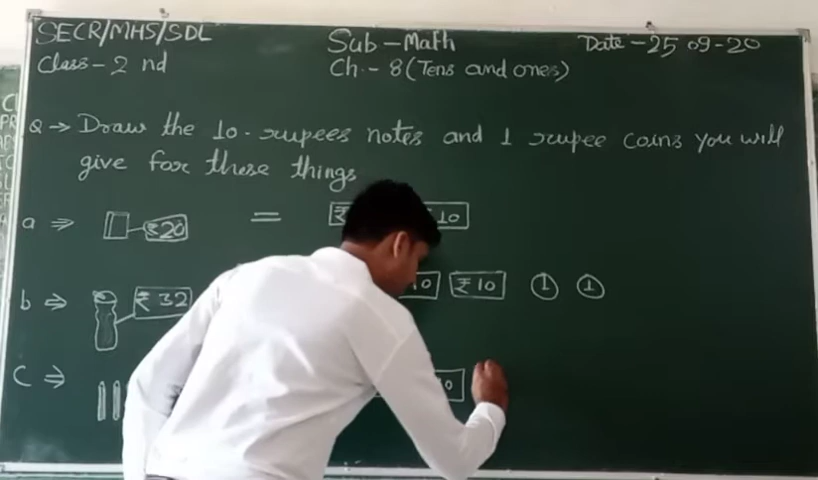 SECR/MHS/SDL Sub - Math Date - 25 09-20
Class - 2 nd Ch. - 8 (Tens and ones)
Q → Draw the 10-rupees notes and 1 rupee coins you will
give for these things
a ⇒ ₹20 = ₹ 10
b ⇒ ₹ 32 10 ₹ 10 1 1
C ⇒